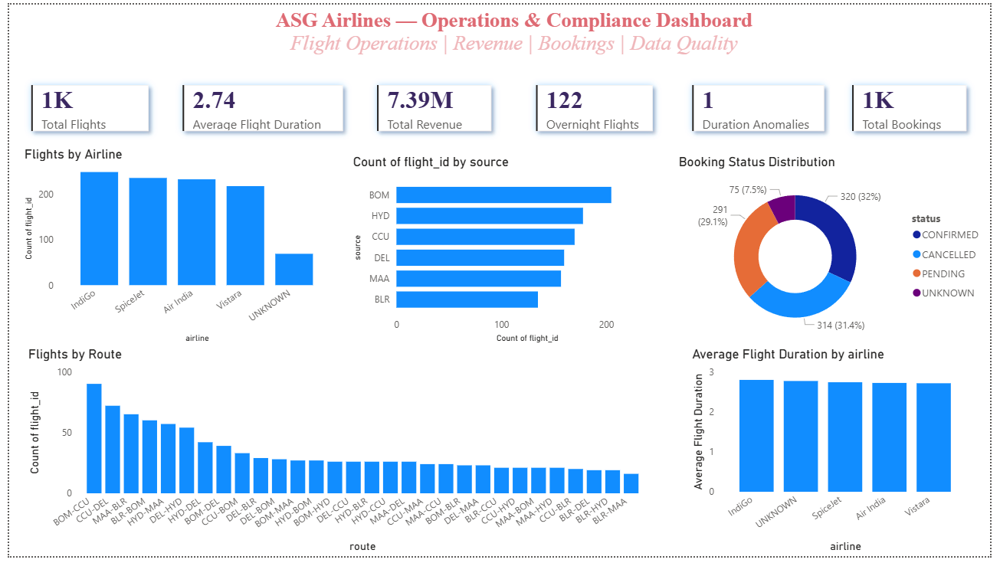 ASG Airlines — Operations & Compliance Dashboard
Flight Operations | Revenue | Bookings | Data Quality
1K
Total Flights
2.74
Average Flight Duration
7.39M
Total Revenue
122
Overnight Flights
1
Duration Anomalies
1K
Total Bookings
Flights by Airline
Count of flight_id
200
100
0
IndiGo
SpiceJet
Air India
Vistara
UNKNOWN
airline
Count of flight_id by source
source
BOM
HYD
CCU
DEL
MAA
BLR
0
100
200
Count of flight_id
Booking Status Distribution
75 (7.5%)
320 (32%)
291
(29.1%)
314 (31.4%)
status
CONFIRMED
CANCELLED
PENDING
UNKNOWN
Flights by Route
Count of flight_id
100
50
0
BOM-CCU
CCU-DEL
MAA-BLR
BLR-BOM
HYD-MAA
DEL-HYD
HYD-DEL
BOM-DEL
CCU-BOM
DEL-BLR
DEL-BOM
BOM-MAA
HYD-BOM
BOM-HYD
DEL-CCU
HYD-BLR
HYD-CCU
MAA-DEL
CCU-MAA
MAA-CCU
BOM-BLR
DEL-MAA
BLR-CCU
CCU-HYD
MAA-BOM
MAA-HYD
CCU-BLR
BLR-DEL
BLR-HYD
BLR-MAA
route
Average Flight Duration by airline
Average Flight Duration
3
2
1
0
IndiGo
UNKNOWN
SpiceJet
Air India
Vistara
airline